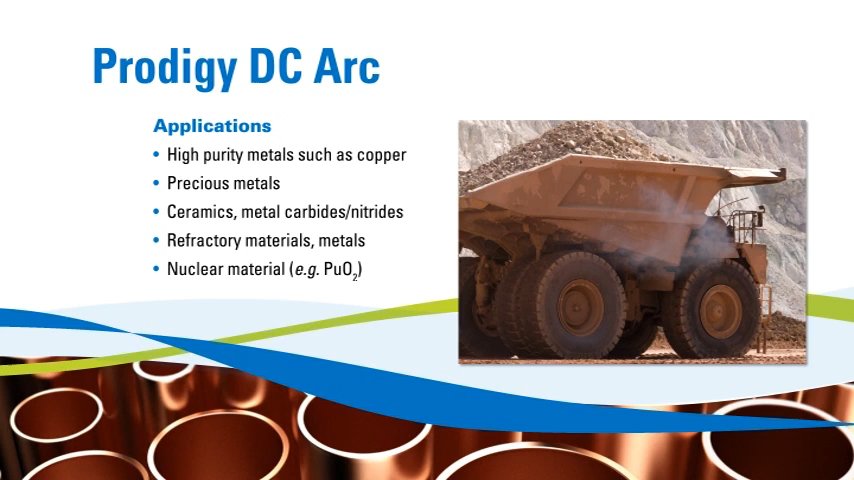 Prodigy DC Arc
Applications
• High purity metals such as copper
• Precious metals
• Ceramics, metal carbides/nitrides
• Refractory materials, metals
• Nuclear material (e.g. PuO₂)